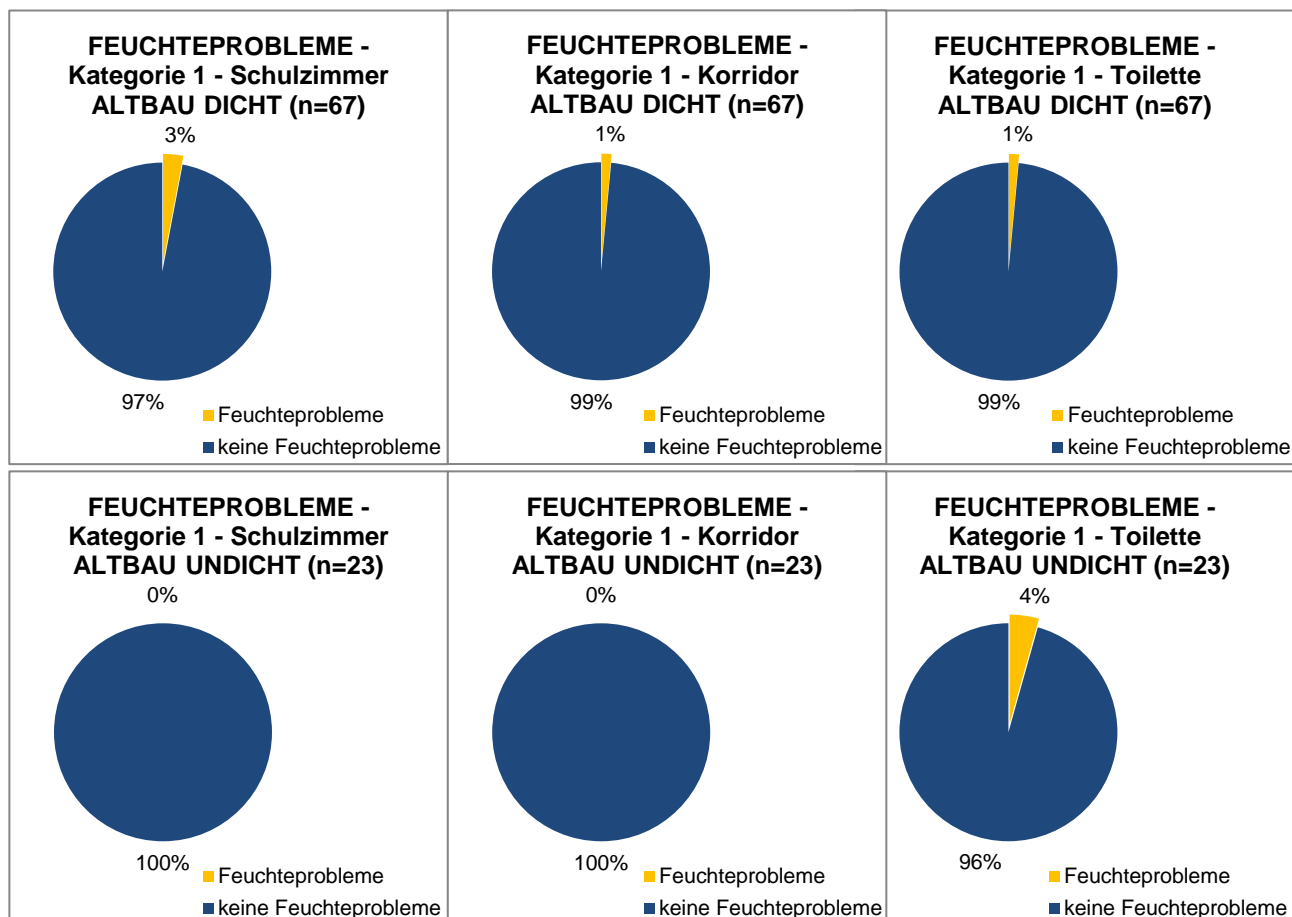 FEUCHTEPROBLEME -
Kategorie 1 - Schulzimmer
ALTBAU DICHT (n=67)
3%
97%
Feuchteprobleme
keine Feuchteprobleme
FEUCHTEPROBLEME -
Kategorie 1 - Korridor
ALTBAU DICHT (n=67)
1%
99%
Feuchteprobleme
keine Feuchteprobleme
FEUCHTEPROBLEME -
Kategorie 1 - Toilette
ALTBAU DICHT (n=67)
1%
99%
Feuchteprobleme
keine Feuchteprobleme
FEUCHTEPROBLEME -
Kategorie 1 - Schulzimmer
ALTBAU UNDICHT (n=23)
0%
100%
Feuchteprobleme
keine Feuchteprobleme
FEUCHTEPROBLEME -
Kategorie 1 - Korridor
ALTBAU UNDICHT (n=23)
0%
100%
Feuchteprobleme
keine Feuchteprobleme
FEUCHTEPROBLEME -
Kategorie 1 - Toilette
ALTBAU UNDICHT (n=23)
4%
96%
Feuchteprobleme
keine Feuchteprobleme